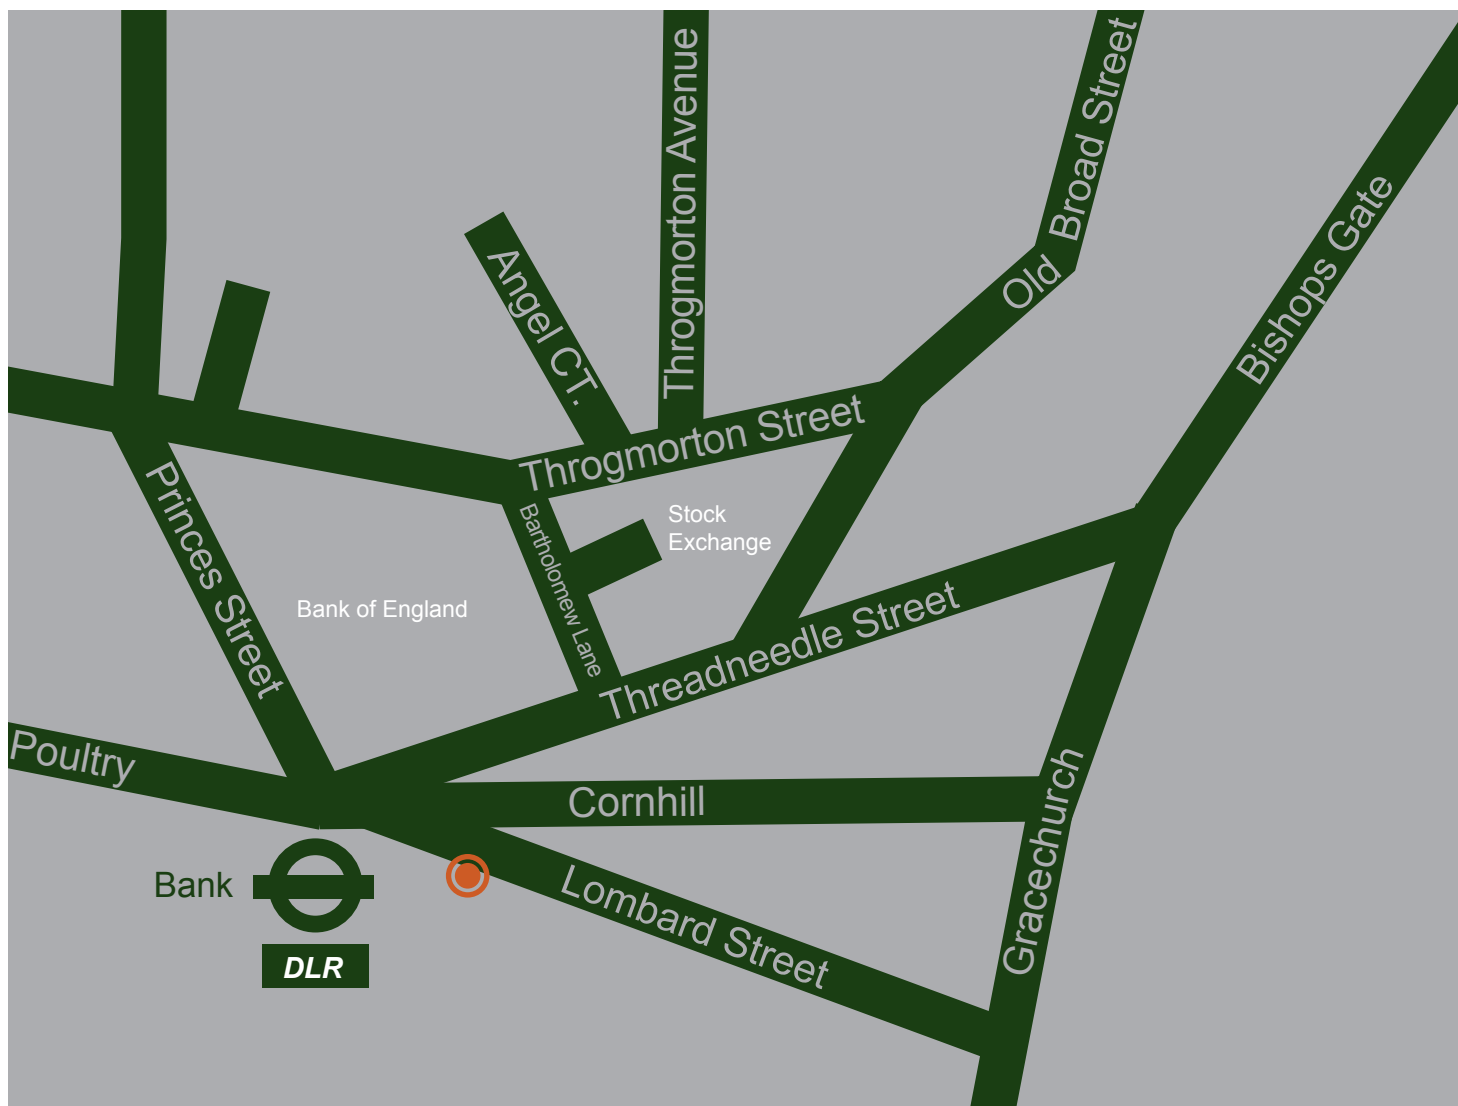 Throgmorton Avenue
Old Broad Street
Bishops Gate
Angel CT.
Throgmorton Street
Princes Street
Bartholomew Lane
Stock
Exchange
Bank of England
Threadneedle Street
Poultry
Cornhill
Gracechurch
Lombard Street
Bank
DLR